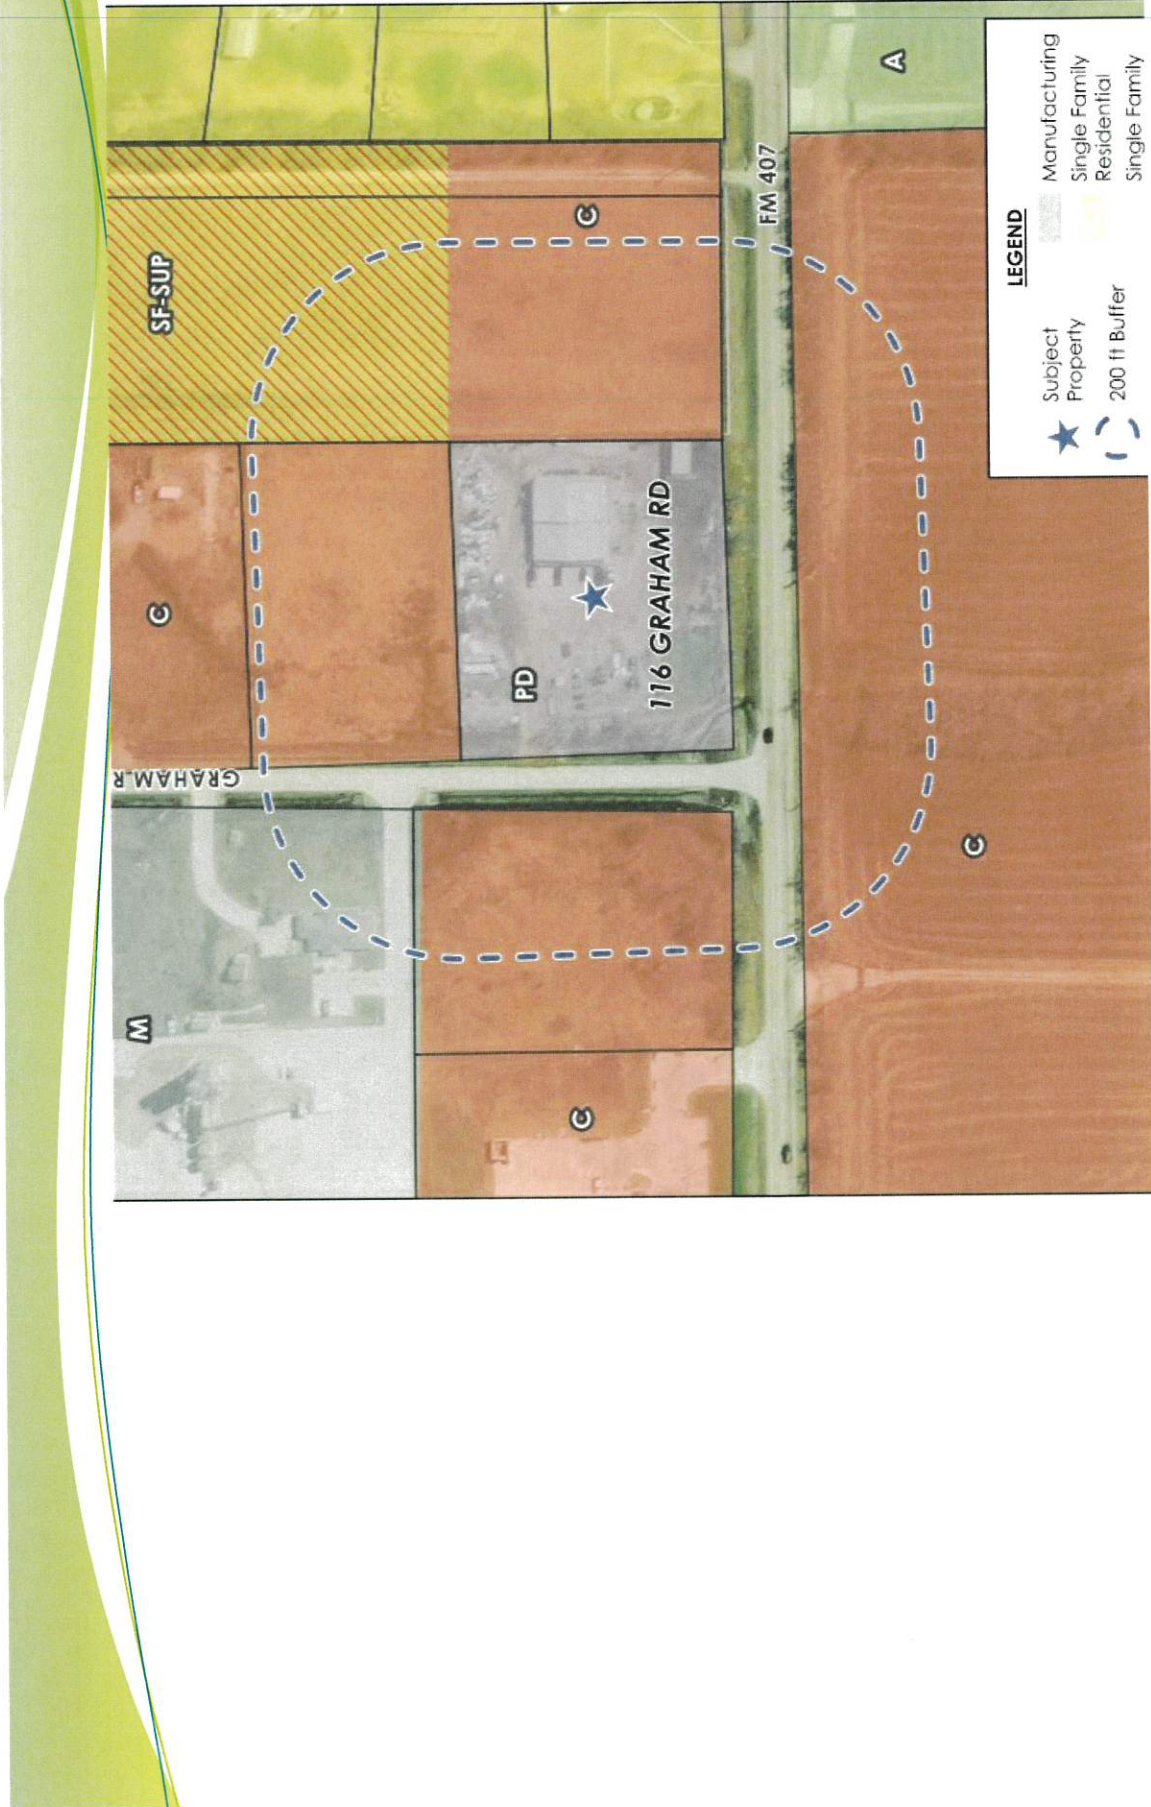 SF-SUP
C
GRAHAM R
M
C
PD
116 GRAHAM RD
C
FM 407
A
C
LEGEND
Subject
Property
200 ft Buffer
Manufacturing
Single Family
Residential
Single Family
C